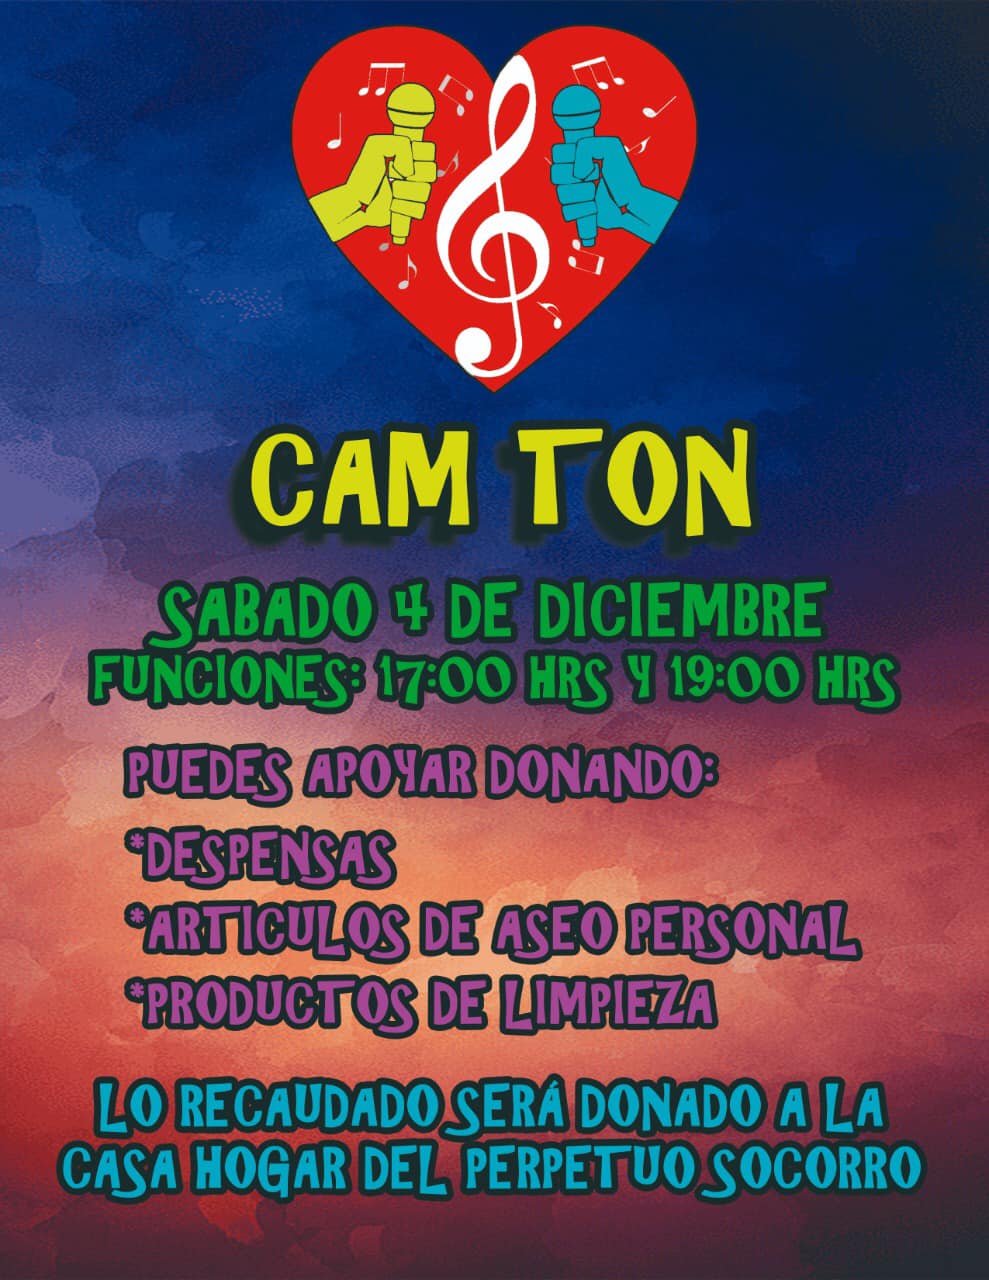 CAM TON
SABADO 4 DE DICIEMBRE
FUNCIONES: 17:00 HRS Y 19:00 HRS
PUEDES APOYAR DONANDO:
*DESPENSAS
*ARTICULOS DE ASEO PERSONAL
*PRODUCTOS DE LIMPIEZA
LO RECAUDADO SERÁ DONADO A LA
CASA HOGAR DEL PERPETUO SOCORRO